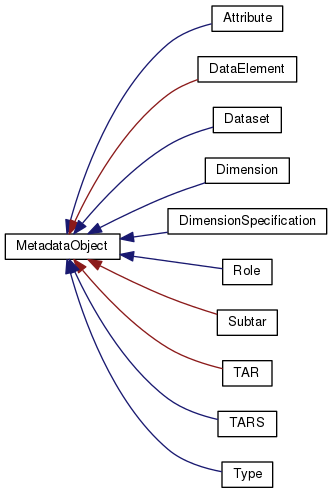 Attribute
DataElement
Dataset
Dimension
DimensionSpecification
MetadataObject
Role
Subtar
TAR
TARS
Type